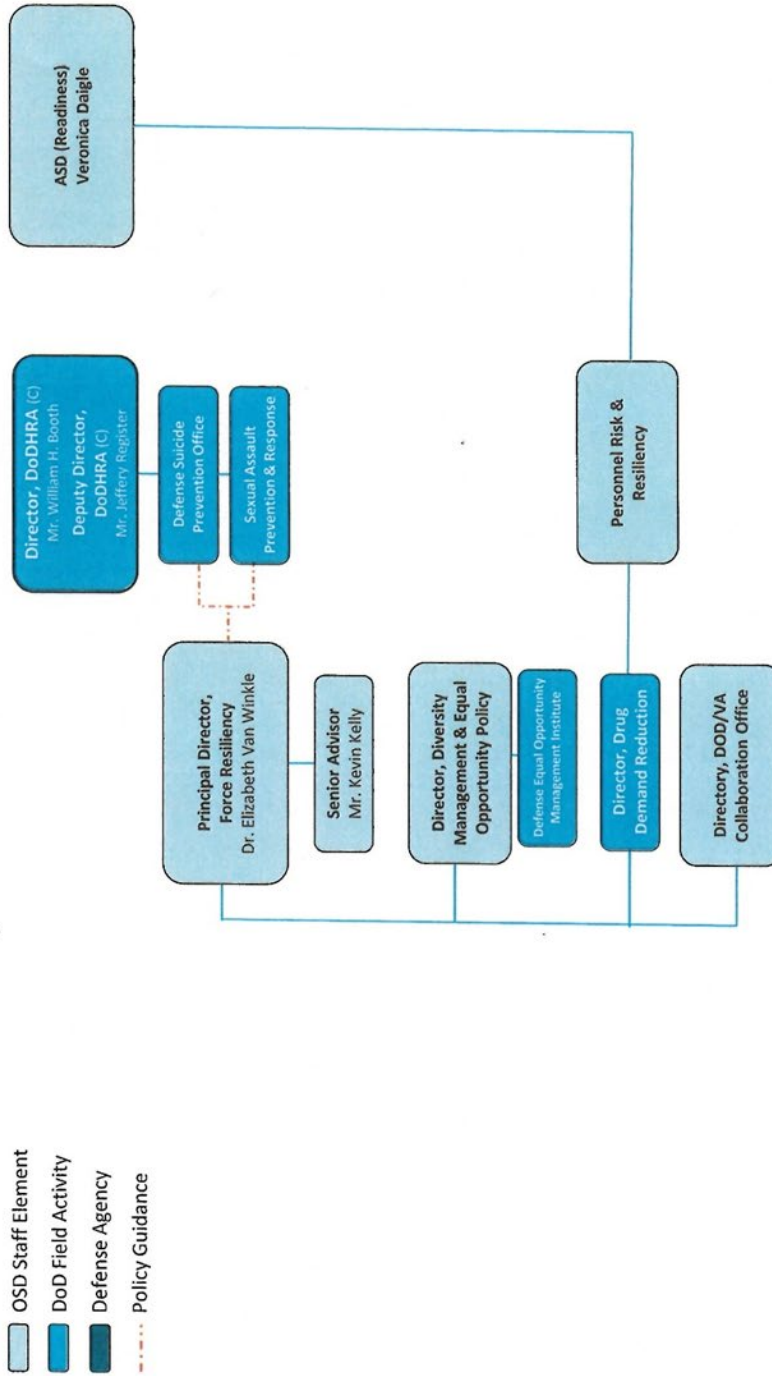 OSD Staff Element
DoD Field Activity
Defense Agency
Policy Guidance
Principal Director,
Force Resiliency
Dr. Elizabeth Van Winkle
Senior Advisor
Mr. Kevin Kelly
Director, Diversity
Management & Equal
Opportunity Policy
Defense Equal Opportunity
Management Institute
Director, Drug
Demand Reduction
Directory, DOD/VA
Collaboration Office
Director, DoDHRA (C)
Mr. William H. Booth
Deputy Director,
DoDHRA (C)
Mr. Jeffery Register
Defense Suicide
Prevention Office
Sexual Assault
Prevention & Response
Personnel Risk &
Resiliency
ASD (Readiness)
Veronica Daigle